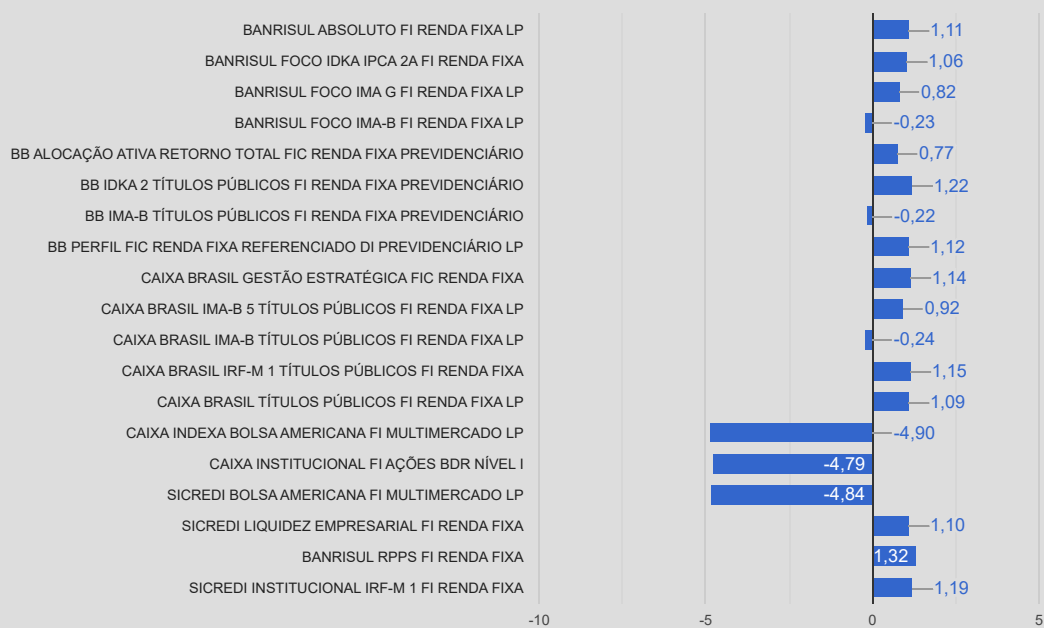 BANRISUL ABSOLUTO FI RENDA FIXA LP 1,11
BANRISUL FOCO IDKA IPCA 2A FI RENDA FIXA 1,06
BANRISUL FOCO IMA G FI RENDA FIXA LP 0,82
BANRISUL FOCO IMA-B FI RENDA FIXA LP -0,23
BB ALOCAÇÃO ATIVA RETORNO TOTAL FIC RENDA FIXA PREVIDENCIÁRIO 0,77
BB IDKA 2 TÍTULOS PÚBLICOS FI RENDA FIXA PREVIDENCIÁRIO 1,22
BB IMA-B TÍTULOS PÚBLICOS FI RENDA FIXA PREVIDENCIÁRIO -0,22
BB PERFIL FIC RENDA FIXA REFERENCIADO DI PREVIDENCIÁRIO LP 1,12
CAIXA BRASIL GESTÃO ESTRATÉGICA FIC RENDA FIXA 1,14
CAIXA BRASIL IMA-B 5 TÍTULOS PÚBLICOS FI RENDA FIXA LP 0,92
CAIXA BRASIL IMA-B TÍTULOS PÚBLICOS FI RENDA FIXA LP -0,24
CAIXA BRASIL IRF-M 1 TÍTULOS PÚBLICOS FI RENDA FIXA 1,15
CAIXA BRASIL TÍTULOS PÚBLICOS FI RENDA FIXA LP 1,09
CAIXA INDEXA BOLSA AMERICANA FI MULTIMERCADO LP -4,90
CAIXA INSTITUCIONAL FI AÇÕES BDR NÍVEL I -4,79
SICREDI BOLSA AMERICANA FI MULTIMERCADO LP -4,84
SICREDI LIQUIDEZ EMPRESARIAL FI RENDA FIXA 1,10
BANRISUL RPPS FI RENDA FIXA 1,32
SICREDI INSTITUCIONAL IRF-M 1 FI RENDA FIXA 1,19
-10 -5 0 5